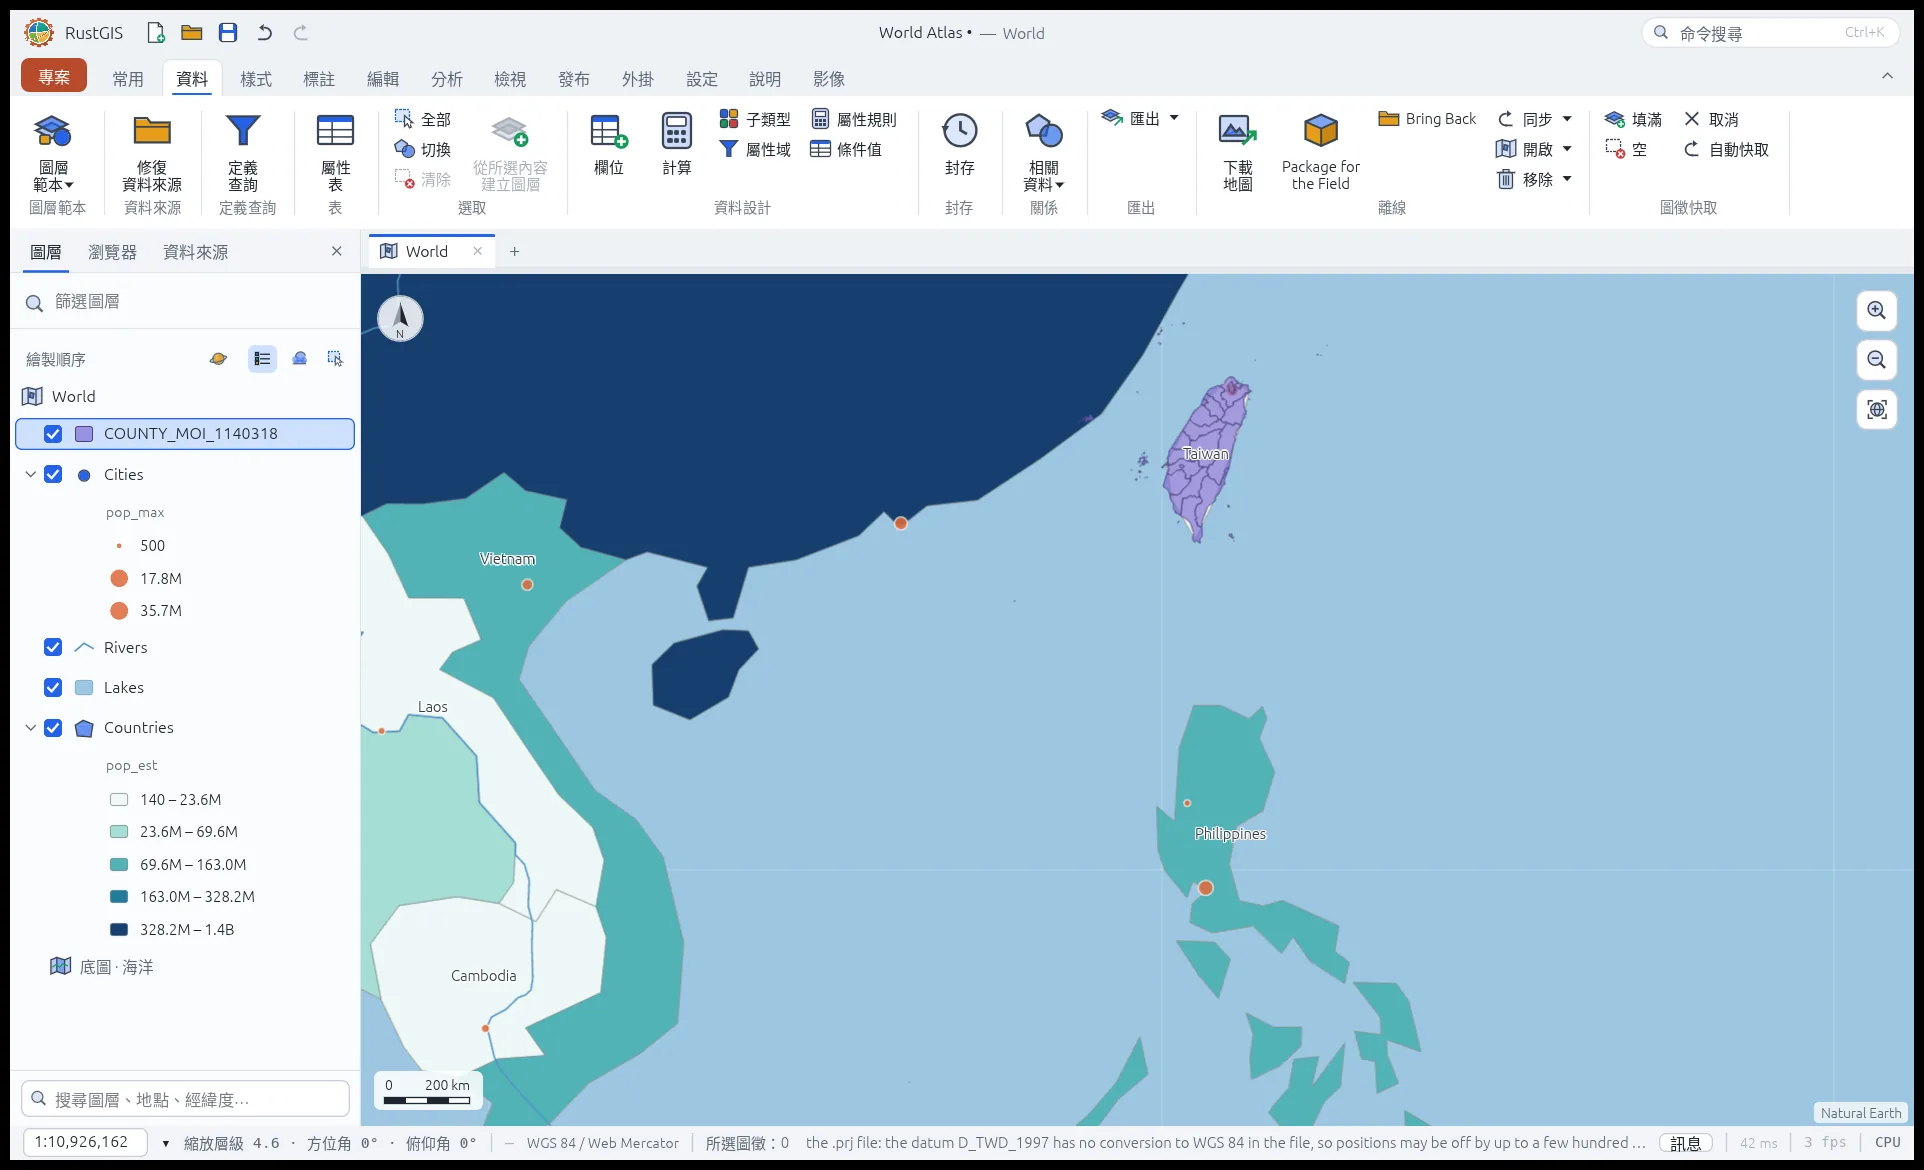 RustGIS
World Atlas • — World
命令搜尋 Ctrl+K
專案 常用 資料 樣式 標註 編輯 分析 檢視 發布 外掛 設定 說明 影像
圖層
範本
圖層範本
修復
資料來源
資料來源
定義
查詢
定義查詢
屬性
表
表
全部
切換
清除
從所選內容
建立圖層
選取
欄位
計算
子類型
屬性域
屬性規則
條件值
資料設計
封存
封存
相關
資料
關係
匯出
匯出
下載
地圖
Package for
the Field
Bring Back
同步
開啟
移除
離線
填滿
空
取消
自動快取
圖徵快取
圖層 瀏覽器 資料來源
篩選圖層
繪製順序
World
COUNTY_MOI_1140318
Cities
pop_max
500
17.8M
35.7M
Rivers
Lakes
Countries
pop_est
140 – 23.6M
23.6M – 69.6M
69.6M – 163.0M
163.0M – 328.2M
328.2M – 1.4B
底圖 · 海洋
搜尋圖層、地點、經緯度…
World
N
Taiwan
Vietnam
Laos
Philippines
Cambodia
0 200 km
Natural Earth
1:10,926,162 縮放層級 4.6 · 方位角 0° · 俯仰角 0° — WGS 84 / Web Mercator 所選圖徵：0 the .prj file: the datum D_TWD_1997 has no conversion to WGS 84 in the file, so positions may be off by up to a few hundred … 訊息 42 ms 3 fps CPU